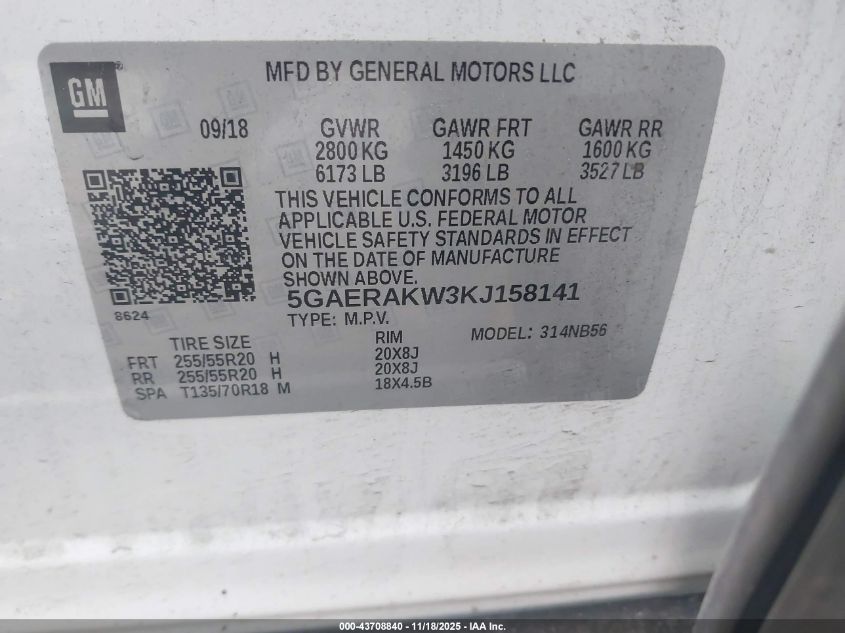 GM
MFD BY GENERAL MOTORS LLC
09/18 GVWR GAWR FRT GAWR RR
2800 KG 1450 KG 1600 KG
6173 LB 3196 LB 3527 LB
THIS VEHICLE CONFORMS TO ALL
APPLICABLE U.S. FEDERAL MOTOR
VEHICLE SAFETY STANDARDS IN EFFECT
ON THE DATE OF MANUFACTURE
SHOWN ABOVE.
5GAERAKW3KJ158141
8624
TYPE: M.P.V.
TIRE SIZE RIM MODEL: 314NB56
FRT 255/55R20 H 20X8J
RR 255/55R20 H 20X8J
SPA T135/70R18 M 18X4.5B
000-43708840 - 11/18/2025 - IAA Inc.